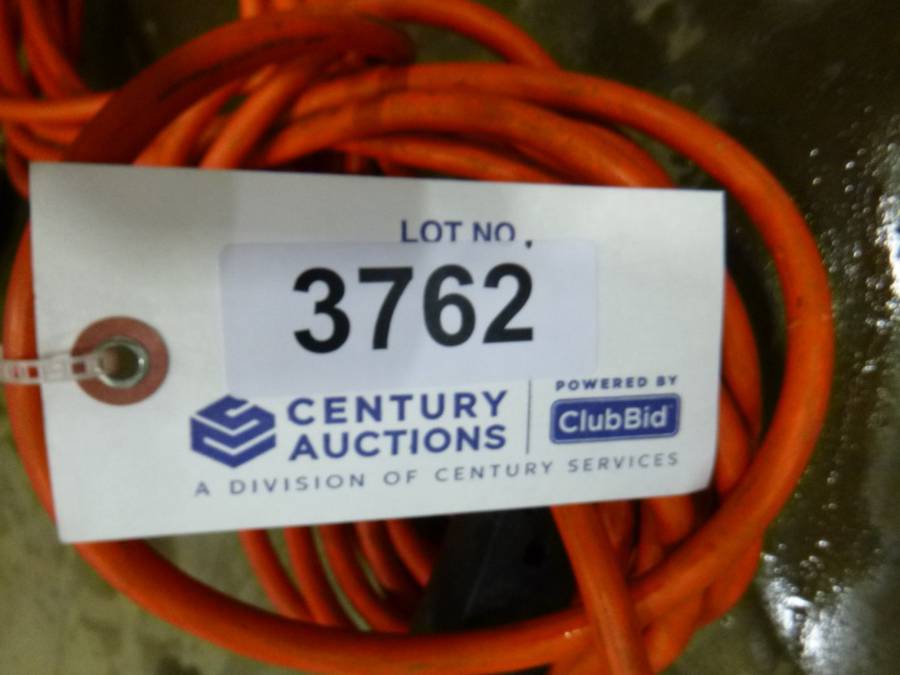 LOT NO.
3762
CENTURY
AUCTIONS
A DIVISION OF CENTURY SERVICES
POWERED BY
ClubBid